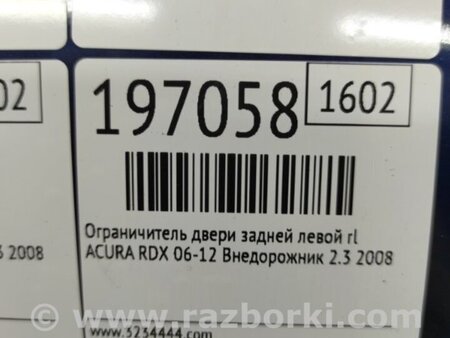 02
197058
1602
Ограничитель двери задней левой rl
ACURA RDX 06-12 Внедорожник 2.3 2008
3 2008
www.3234444.com
www.razborki.com